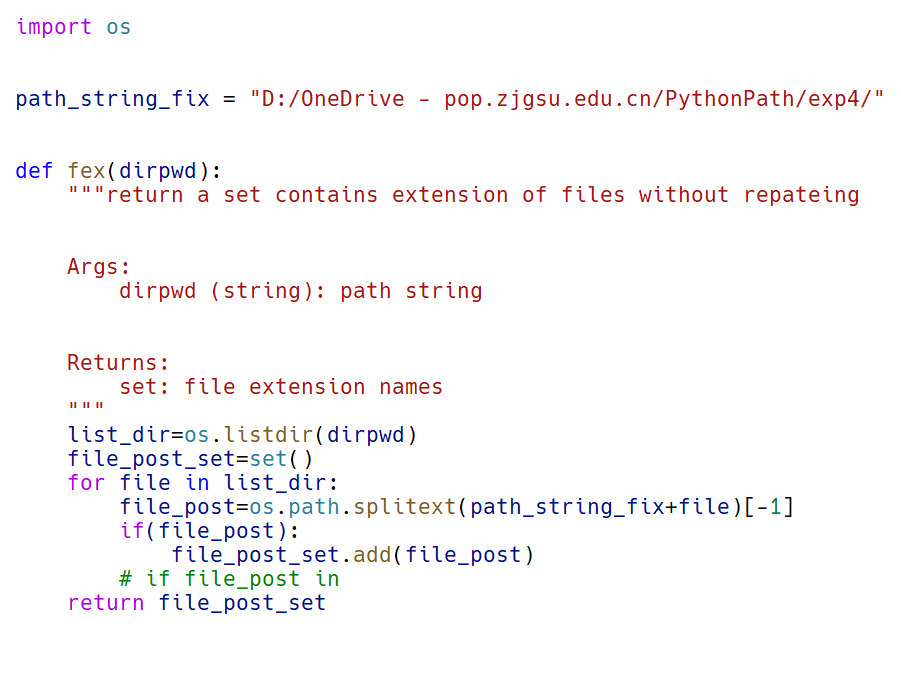 import os
path_string_fix = "D:/OneDrive - pop.zjgsu.edu.cn/PythonPath/exp4/"
def fex(dirpwd):
    """return a set contains extension of files without repateing
    Args:
        dirpwd (string): path string
    Returns:
        set: file extension names
    """
    list_dir=os.listdir(dirpwd)
    file_post_set=set()
    for file in list_dir:
        file_post=os.path.splitext(path_string_fix+file)[-1]
        if(file_post):
            file_post_set.add(file_post)
        # if file_post in
    return file_post_set